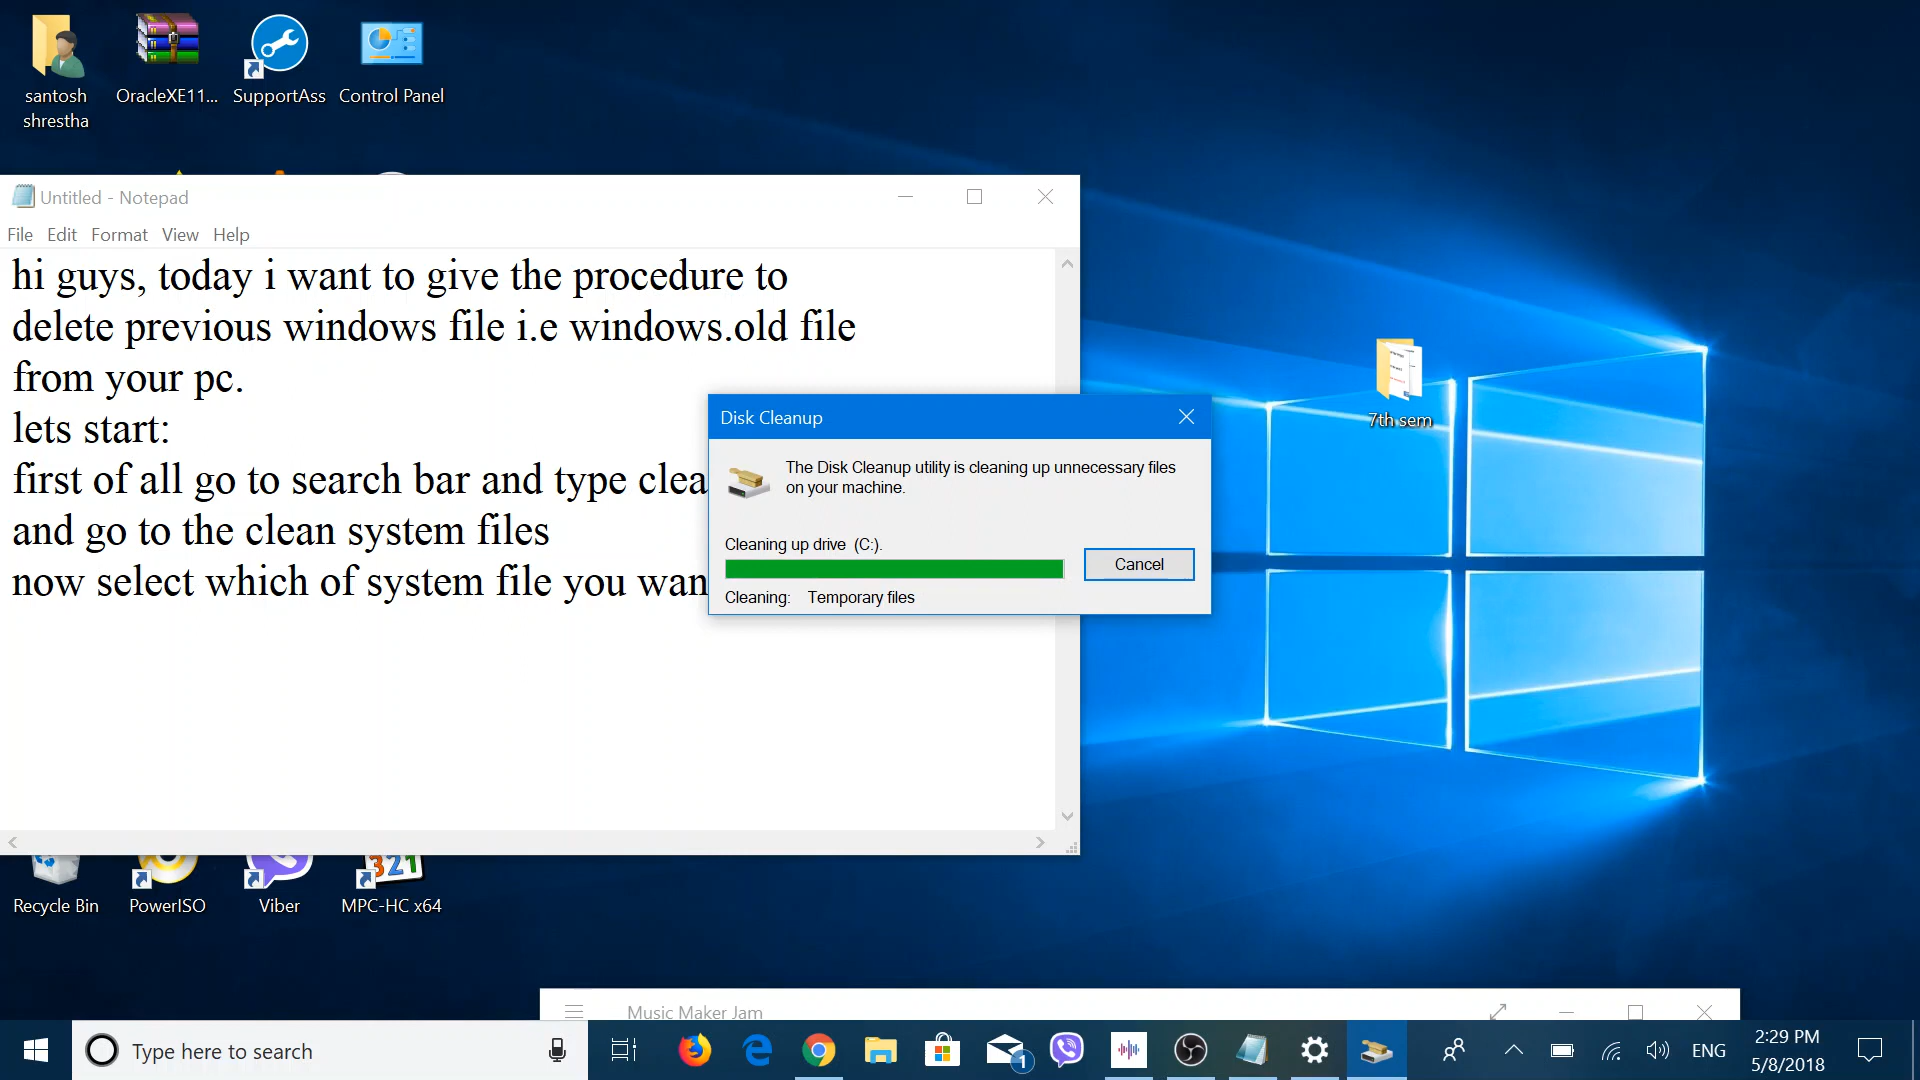 santosh
shrestha
OracleXE11...
SupportAss
Control Panel
Untitled - Notepad
File Edit Format View Help
hi guys, today i want to give the procedure to
delete previous windows file i.e windows.old file
from your pc.
lets start:
first of all go to search bar and type clea
and go to the clean system files
now select which of system file you wan
Disk Cleanup
The Disk Cleanup utility is cleaning up unnecessary files
on your machine.
Cleaning up drive (C:).
Cancel
Cleaning: Temporary files
7th sem
321
Recycle Bin
PowerISO
Viber
MPC-HC x64
Music Maker Jam
Type here to search
1
ENG
2:29 PM
5/8/2018